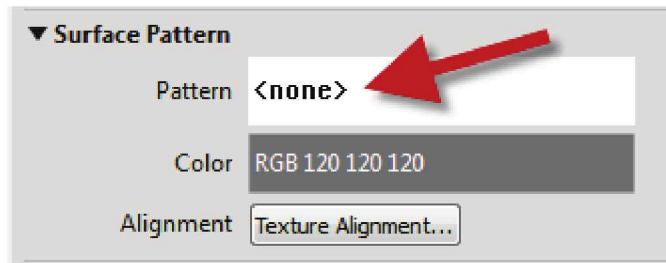 Surface Pattern
Pattern <none>
Color RGB 120 120 120
Alignment Texture Alignment...